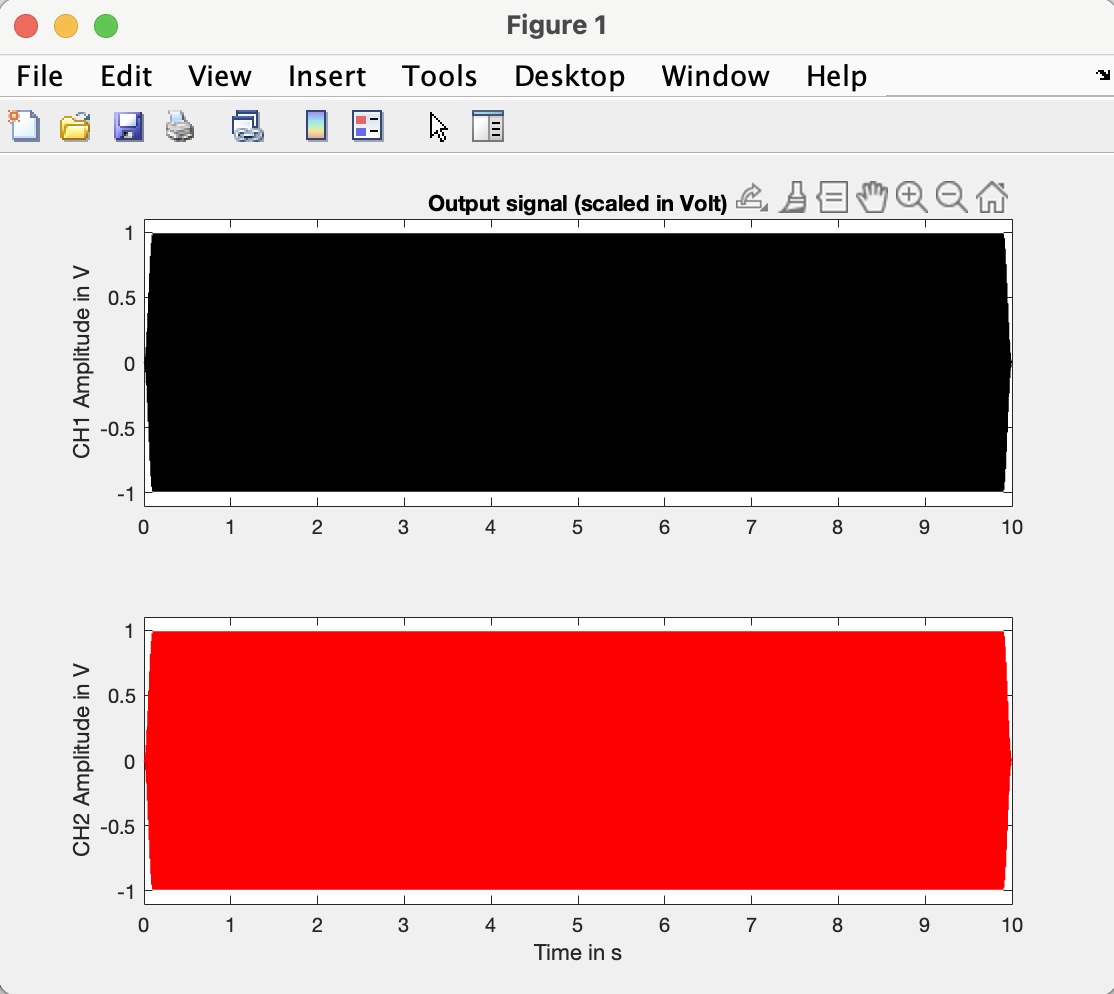 Figure 1
File Edit View Insert Tools Desktop Window Help
Output signal (scaled in Volt)
CH1 Amplitude in V
1
0.5
0
-0.5
-1
0 1 2 3 4 5 6 7 8 9 10
CH2 Amplitude in V
1
0.5
0
-0.5
-1
0 1 2 3 4 5 6 7 8 9 10
Time in s